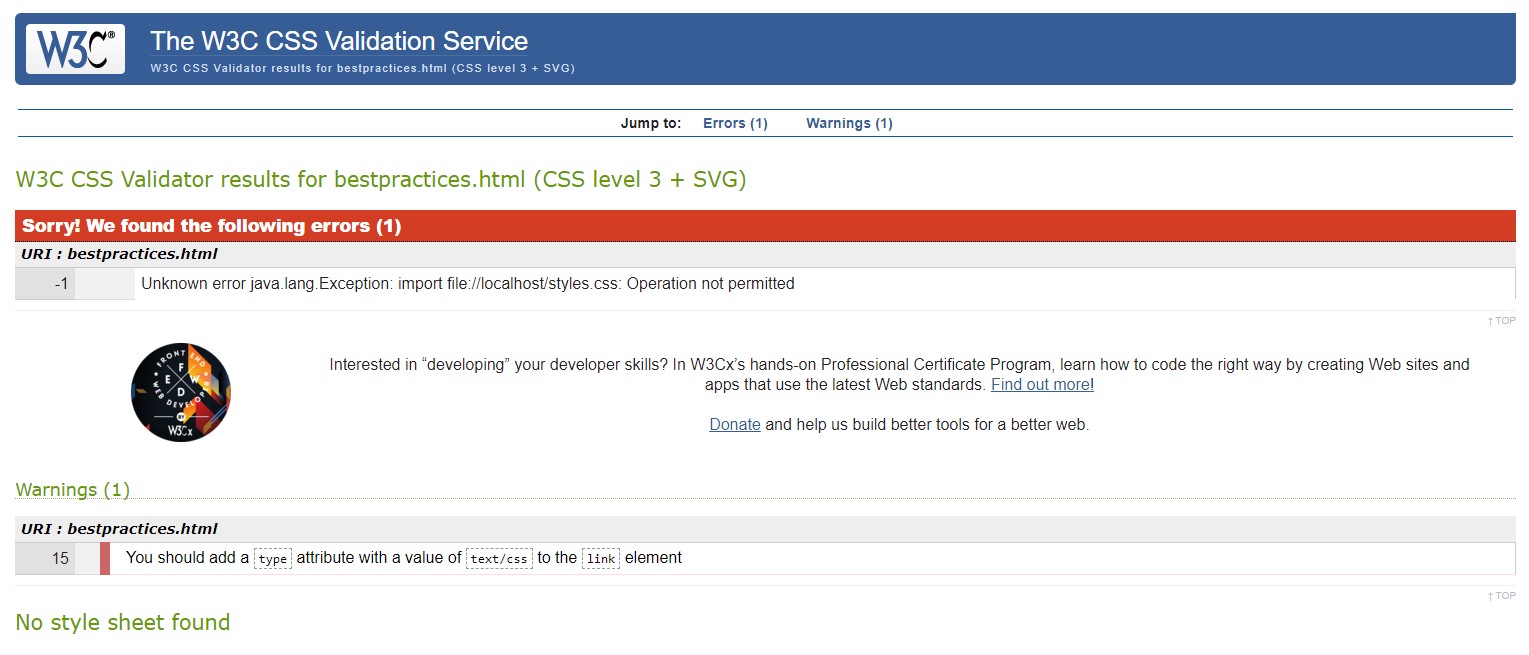 W3C®
The W3C CSS Validation Service
W3C CSS Validator results for bestpractices.html (CSS level 3 + SVG)
Jump to: Errors (1) Warnings (1)
W3C CSS Validator results for bestpractices.html (CSS level 3 + SVG)
Sorry! We found the following errors (1)
URI : bestpractices.html
-1 Unknown error java.lang.Exception: import file://localhost/styles.css: Operation not permitted
↑ TOP
FRONT END
F E W D
WEB DEVELOPER
BY
W3Cx
Interested in “developing” your developer skills? In W3Cx’s hands-on Professional Certificate Program, learn how to code the right way by creating Web sites and
apps that use the latest Web standards. Find out more!
Donate and help us build better tools for a better web.
Warnings (1)
URI : bestpractices.html
15 You should add a type attribute with a value of text/css to the link element
↑ TOP
No style sheet found